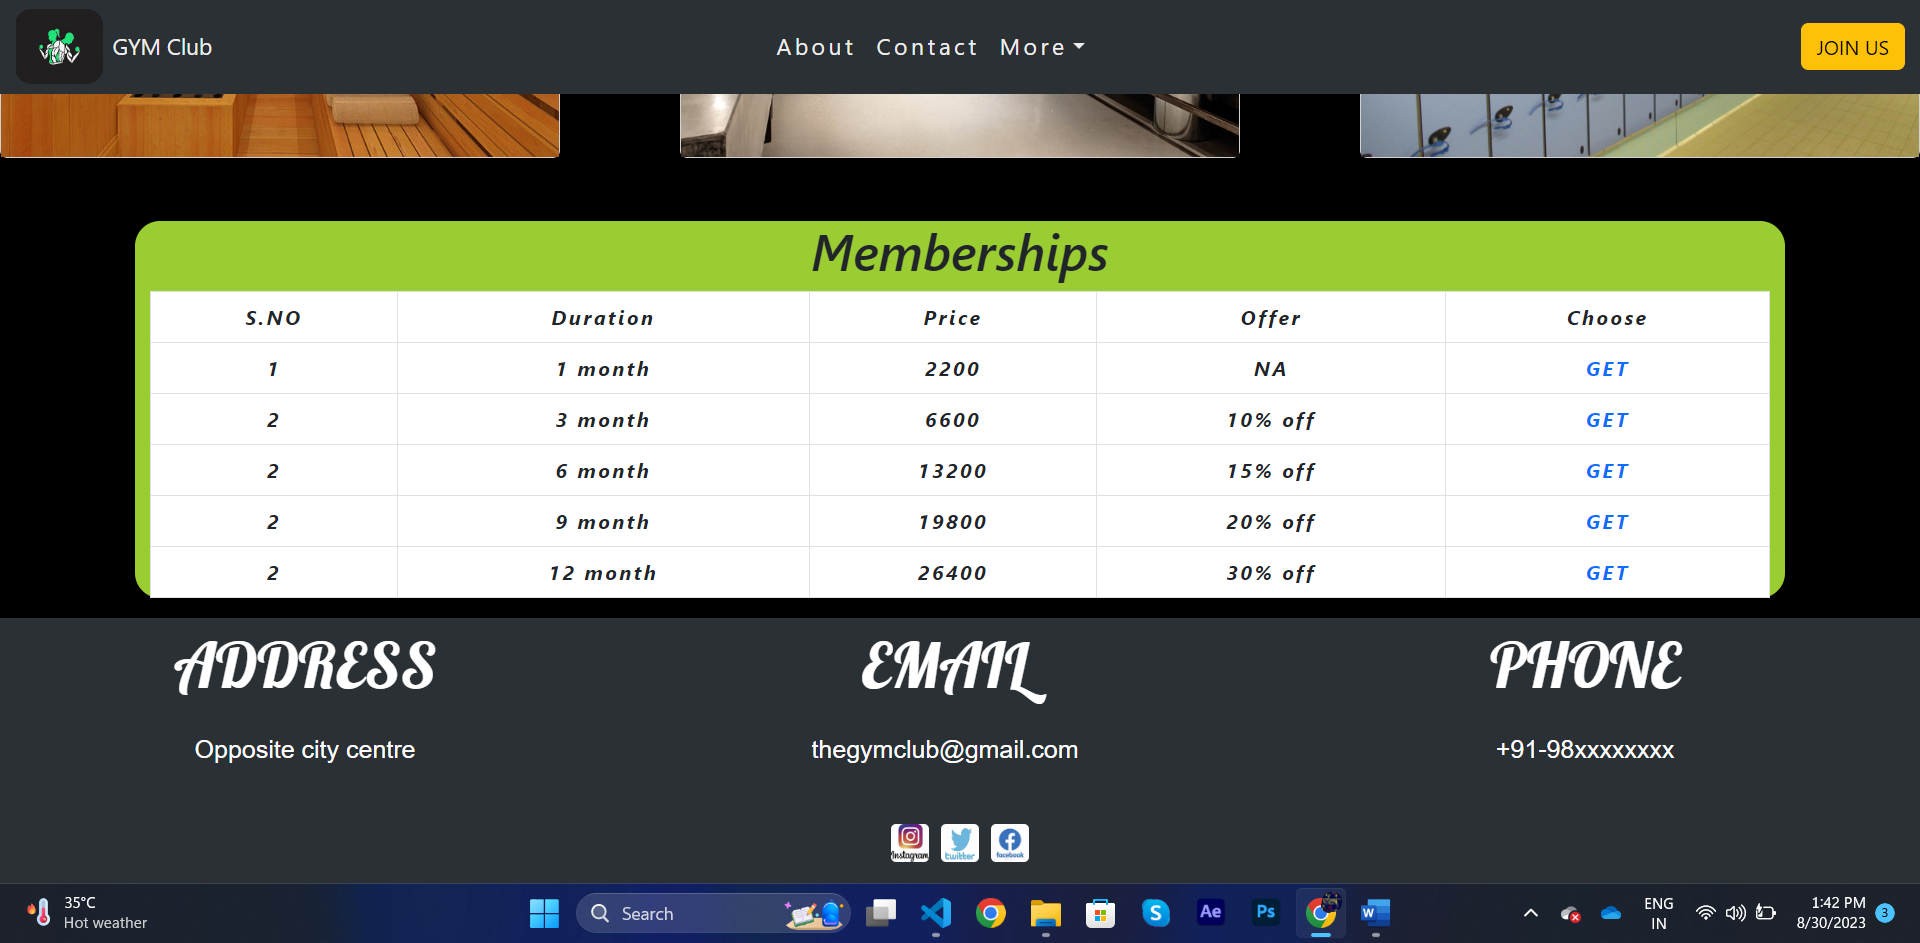 GYM Club
About Contact More
JOIN US
Memberships
S.NO Duration Price Offer Choose
1 1 month 2200 NA GET
2 3 month 6600 10% off GET
2 6 month 13200 15% off GET
2 9 month 19800 20% off GET
2 12 month 26400 30% off GET
ADDRESS EMAIL PHONE
Opposite city centre thegymclub@gmail.com +91-98xxxxxxxx
Instagram twitter facebook
35°C
Hot weather
Search
Ae
Ps
S
W
ENG
IN
1:42 PM
8/30/2023
3